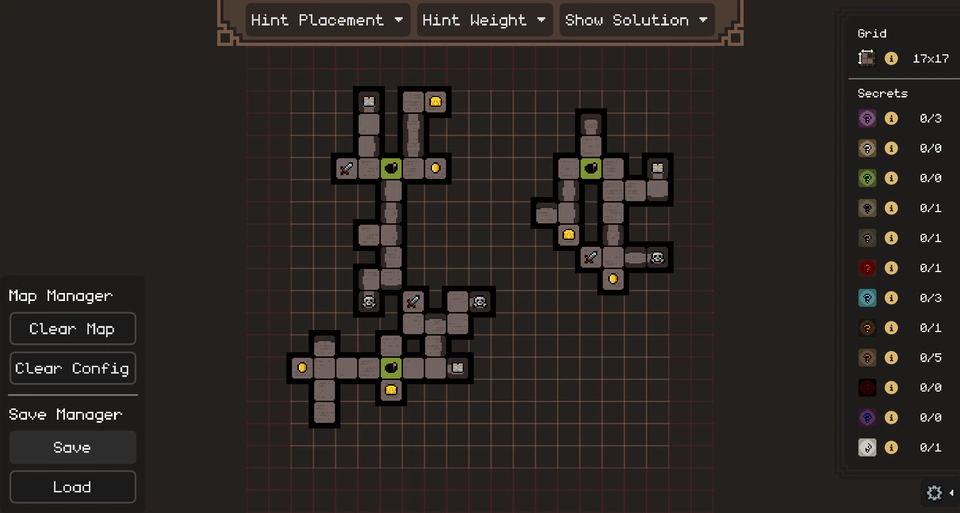 Hint Placement
Hint Weight
Show Solution
Grid
17x17
Secrets
0/3
0/0
0/0
0/1
0/1
0/1
0/3
0/1
0/5
0/0
0/0
0/1
Map Manager
Clear Map
Clear Config
Save Manager
Save
Load